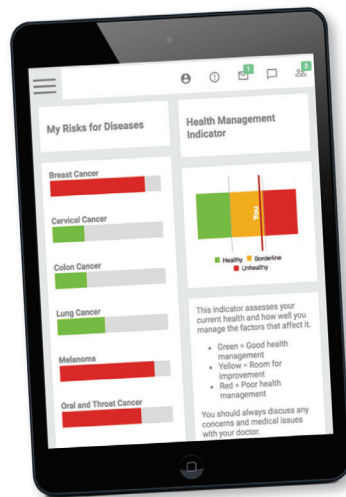 1
3
My Risks for Diseases
Breast Cancer
Cervical Cancer
Colon Cancer
Lung Cancer
Melanoma
Oral and Throat Cancer
Health Management
Indicator
You
Healthy
Borderline
Unhealthy
This indicator assesses your
current health and how well you
manage the factors that affect it.
• Green = Good health
management
• Yellow = Room for
improvement
• Red = Poor health
management
You should always discuss any
concerns and medical issues
with your doctor.